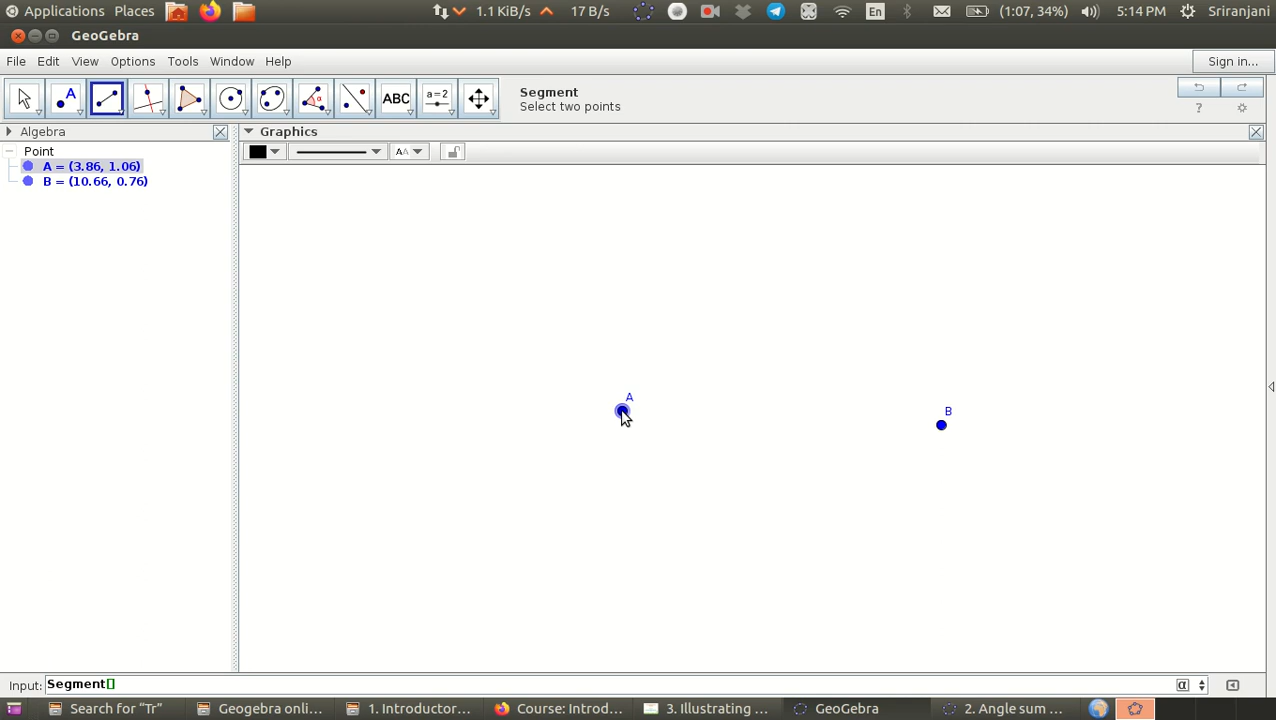 Applications Places 1.1 KiB/s 17 B/s En (1:07, 34%) 5:14 PM Sriranjani
GeoGebra
File Edit View Options Tools Window Help Sign in...
A α ABC a=2
Segment
Select two points
?
Algebra
Graphics
AA
Point
A = (3.86, 1.06)
B = (10.66, 0.76)
A
B
Input: Segment[] α
Search for “Tr” Geogebra onli... 1. Introductor... Course: Introd... 3. Illustrating ... GeoGebra 2. Angle sum ...